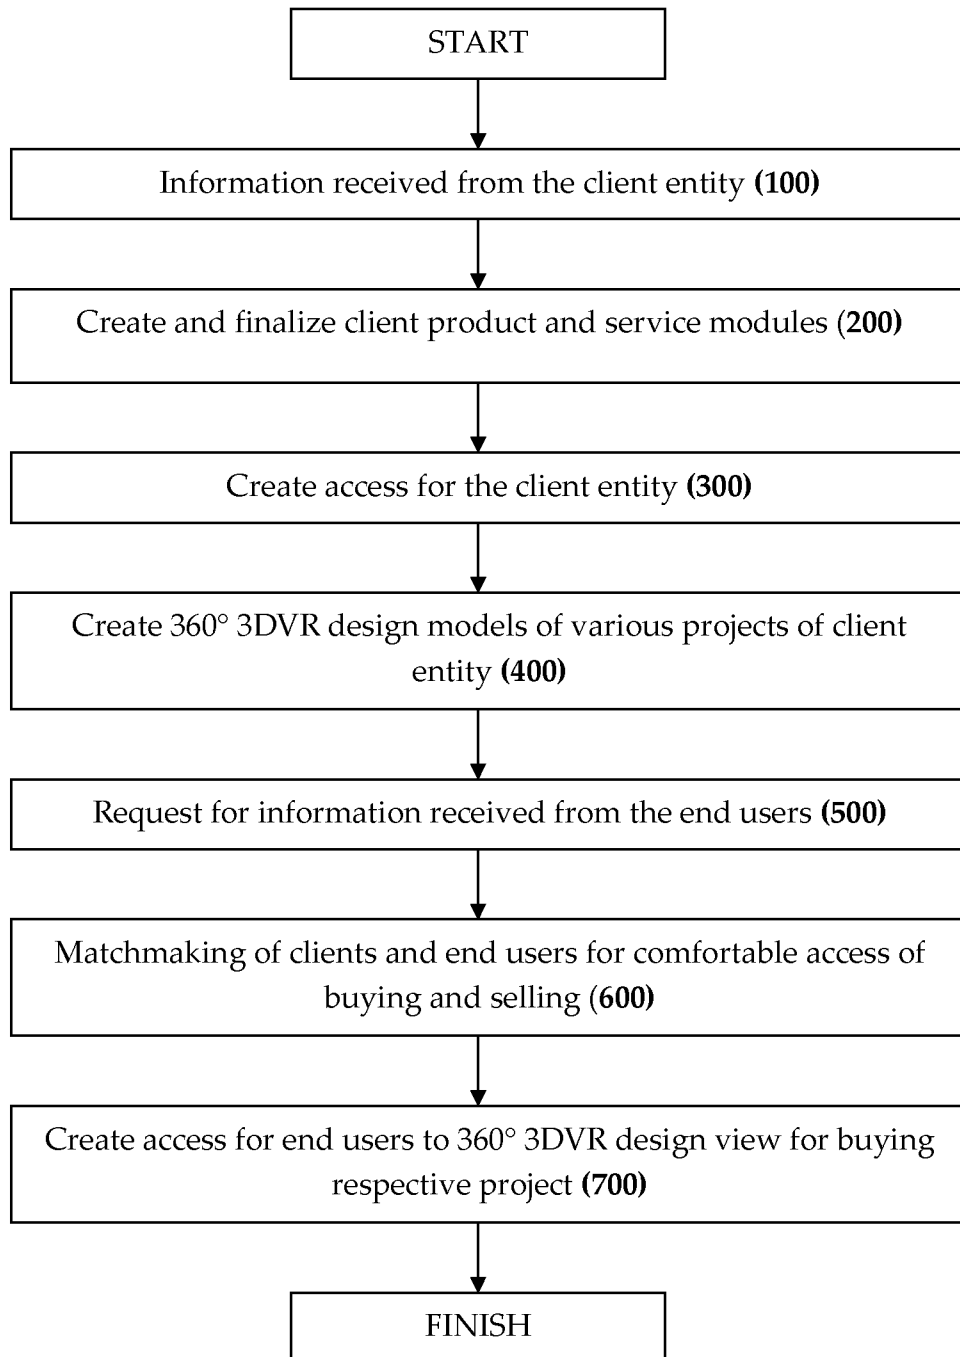 START
Information received from the client entity (100)
Create and finalize client product and service modules (200)
Create access for the client entity (300)
Create 360° 3DVR design models of various projects of client
entity (400)
Request for information received from the end users (500)
Matchmaking of clients and end users for comfortable access of
buying and selling (600)
Create access for end users to 360° 3DVR design view for buying
respective project (700)
FINISH